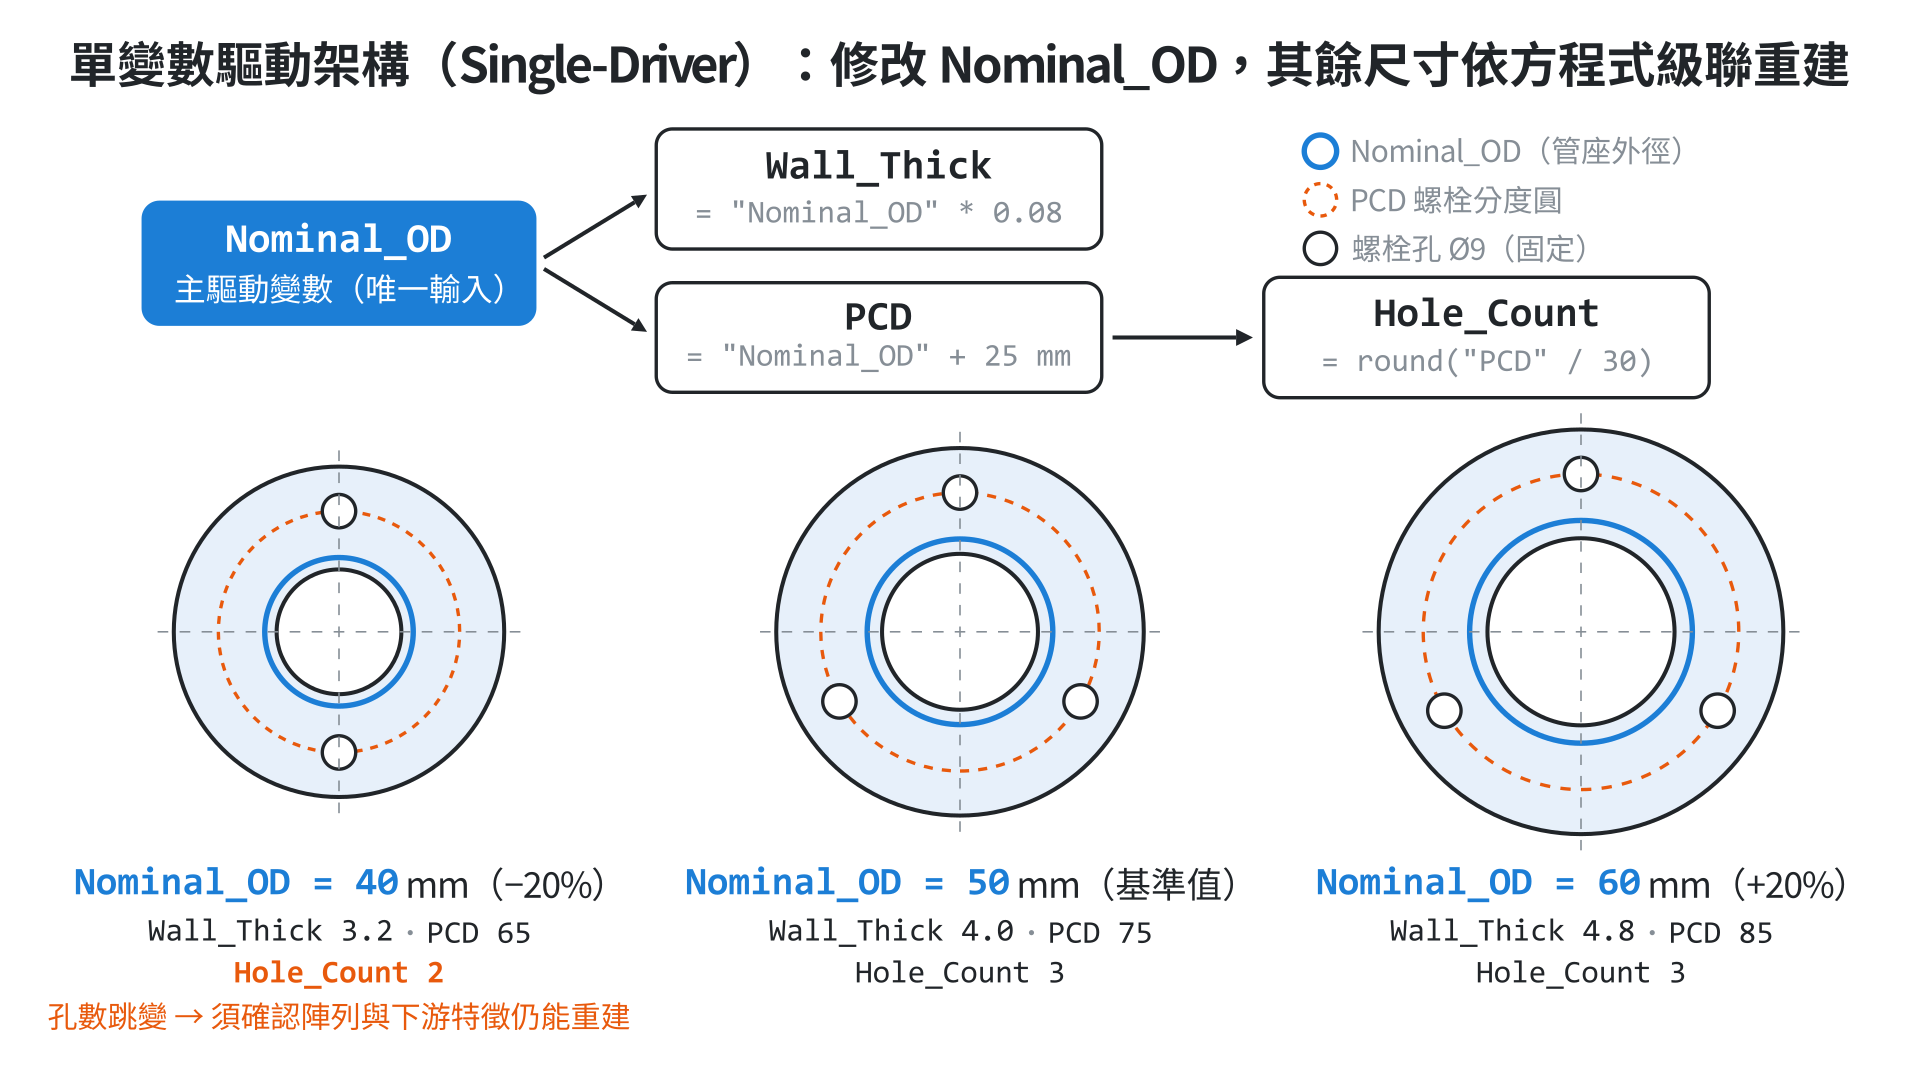 單變數驅動架構（Single-Driver）：修改 Nominal_OD，其餘尺寸依方程式級聯重建
Nominal_OD
主驅動變數（唯一輸入）
Wall_Thick
= "Nominal_OD" * 0.08
PCD
= "Nominal_OD" + 25 mm
Nominal_OD（管座外徑）
PCD 螺栓分度圓
螺栓孔 Ø9（固定）
Hole_Count
= round("PCD" / 30)
Nominal_OD = 40 mm（−20%）
Wall_Thick 3.2 · PCD 65
Hole_Count 2
孔數跳變 → 須確認陣列與下游特徵仍能重建
Nominal_OD = 50 mm（基準值）
Wall_Thick 4.0 · PCD 75
Hole_Count 3
Nominal_OD = 60 mm（+20%）
Wall_Thick 4.8 · PCD 85
Hole_Count 3